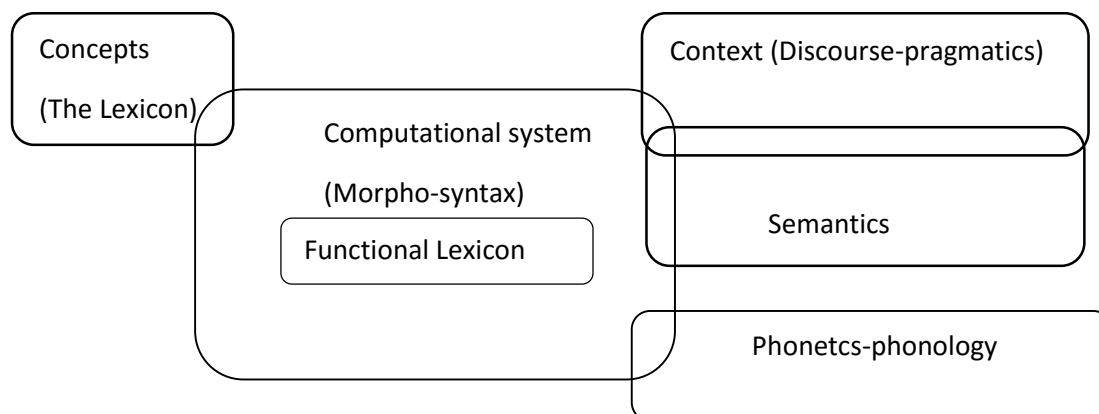 Concepts
(The Lexicon)
Context (Discourse-pragmatics)
Computational system
(Morpho-syntax)
Functional Lexicon
Semantics
Phonetcs-phonology